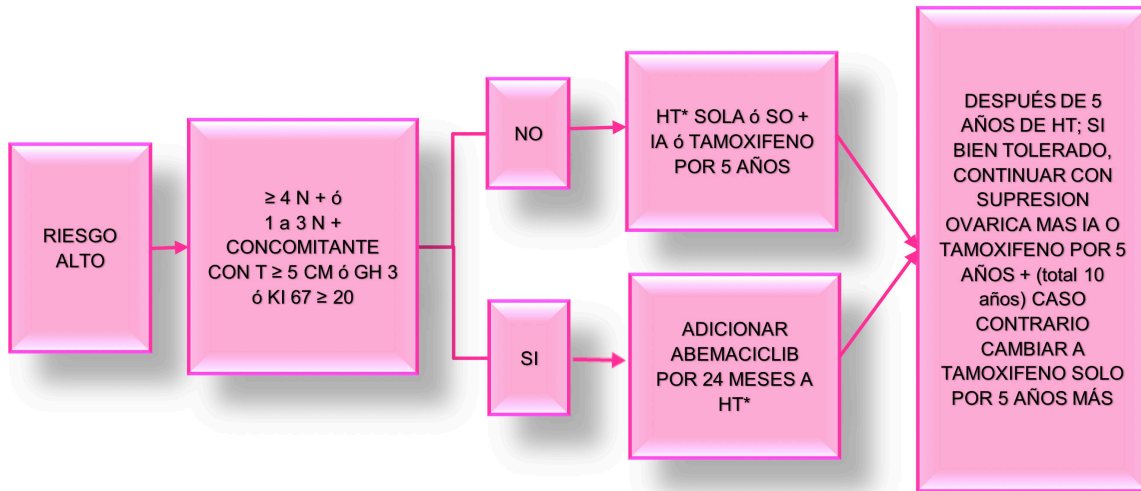 RIESGO
ALTO
≥ 4 N + ó
1 a 3 N +
CONCOMITANTE
CON T ≥ 5 CM ó GH 3
ó KI 67 ≥ 20
NO
HT* SOLA ó SO +
IA ó TAMOXIFENO
POR 5 AÑOS
SI
ADICIONAR
ABEMACICLIB
POR 24 MESES A
HT*
DESPUÉS DE 5
AÑOS DE HT; SI
BIEN TOLERADO,
CONTINUAR CON
SUPRESION
OVARICA MAS IA O
TAMOXIFENO POR 5
AÑOS + (total 10
años) CASO
CONTRARIO
CAMBIAR A
TAMOXIFENO SOLO
POR 5 AÑOS MÁS